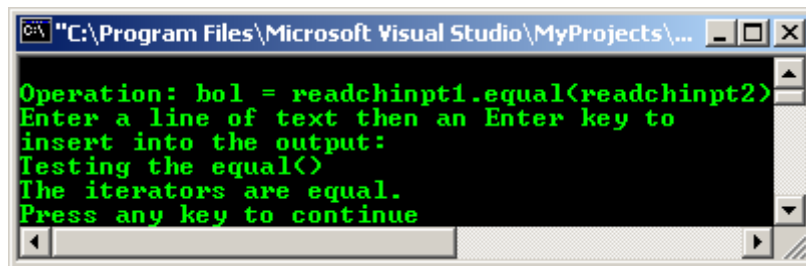 "C:\Program Files\Microsoft Visual Studio\MyProjects\...
Operation: bol = readchinpt1.equal(readchinpt2)
Enter a line of text then an Enter key to
insert into the output:
Testing the equal()
The iterators are equal.
Press any key to continue